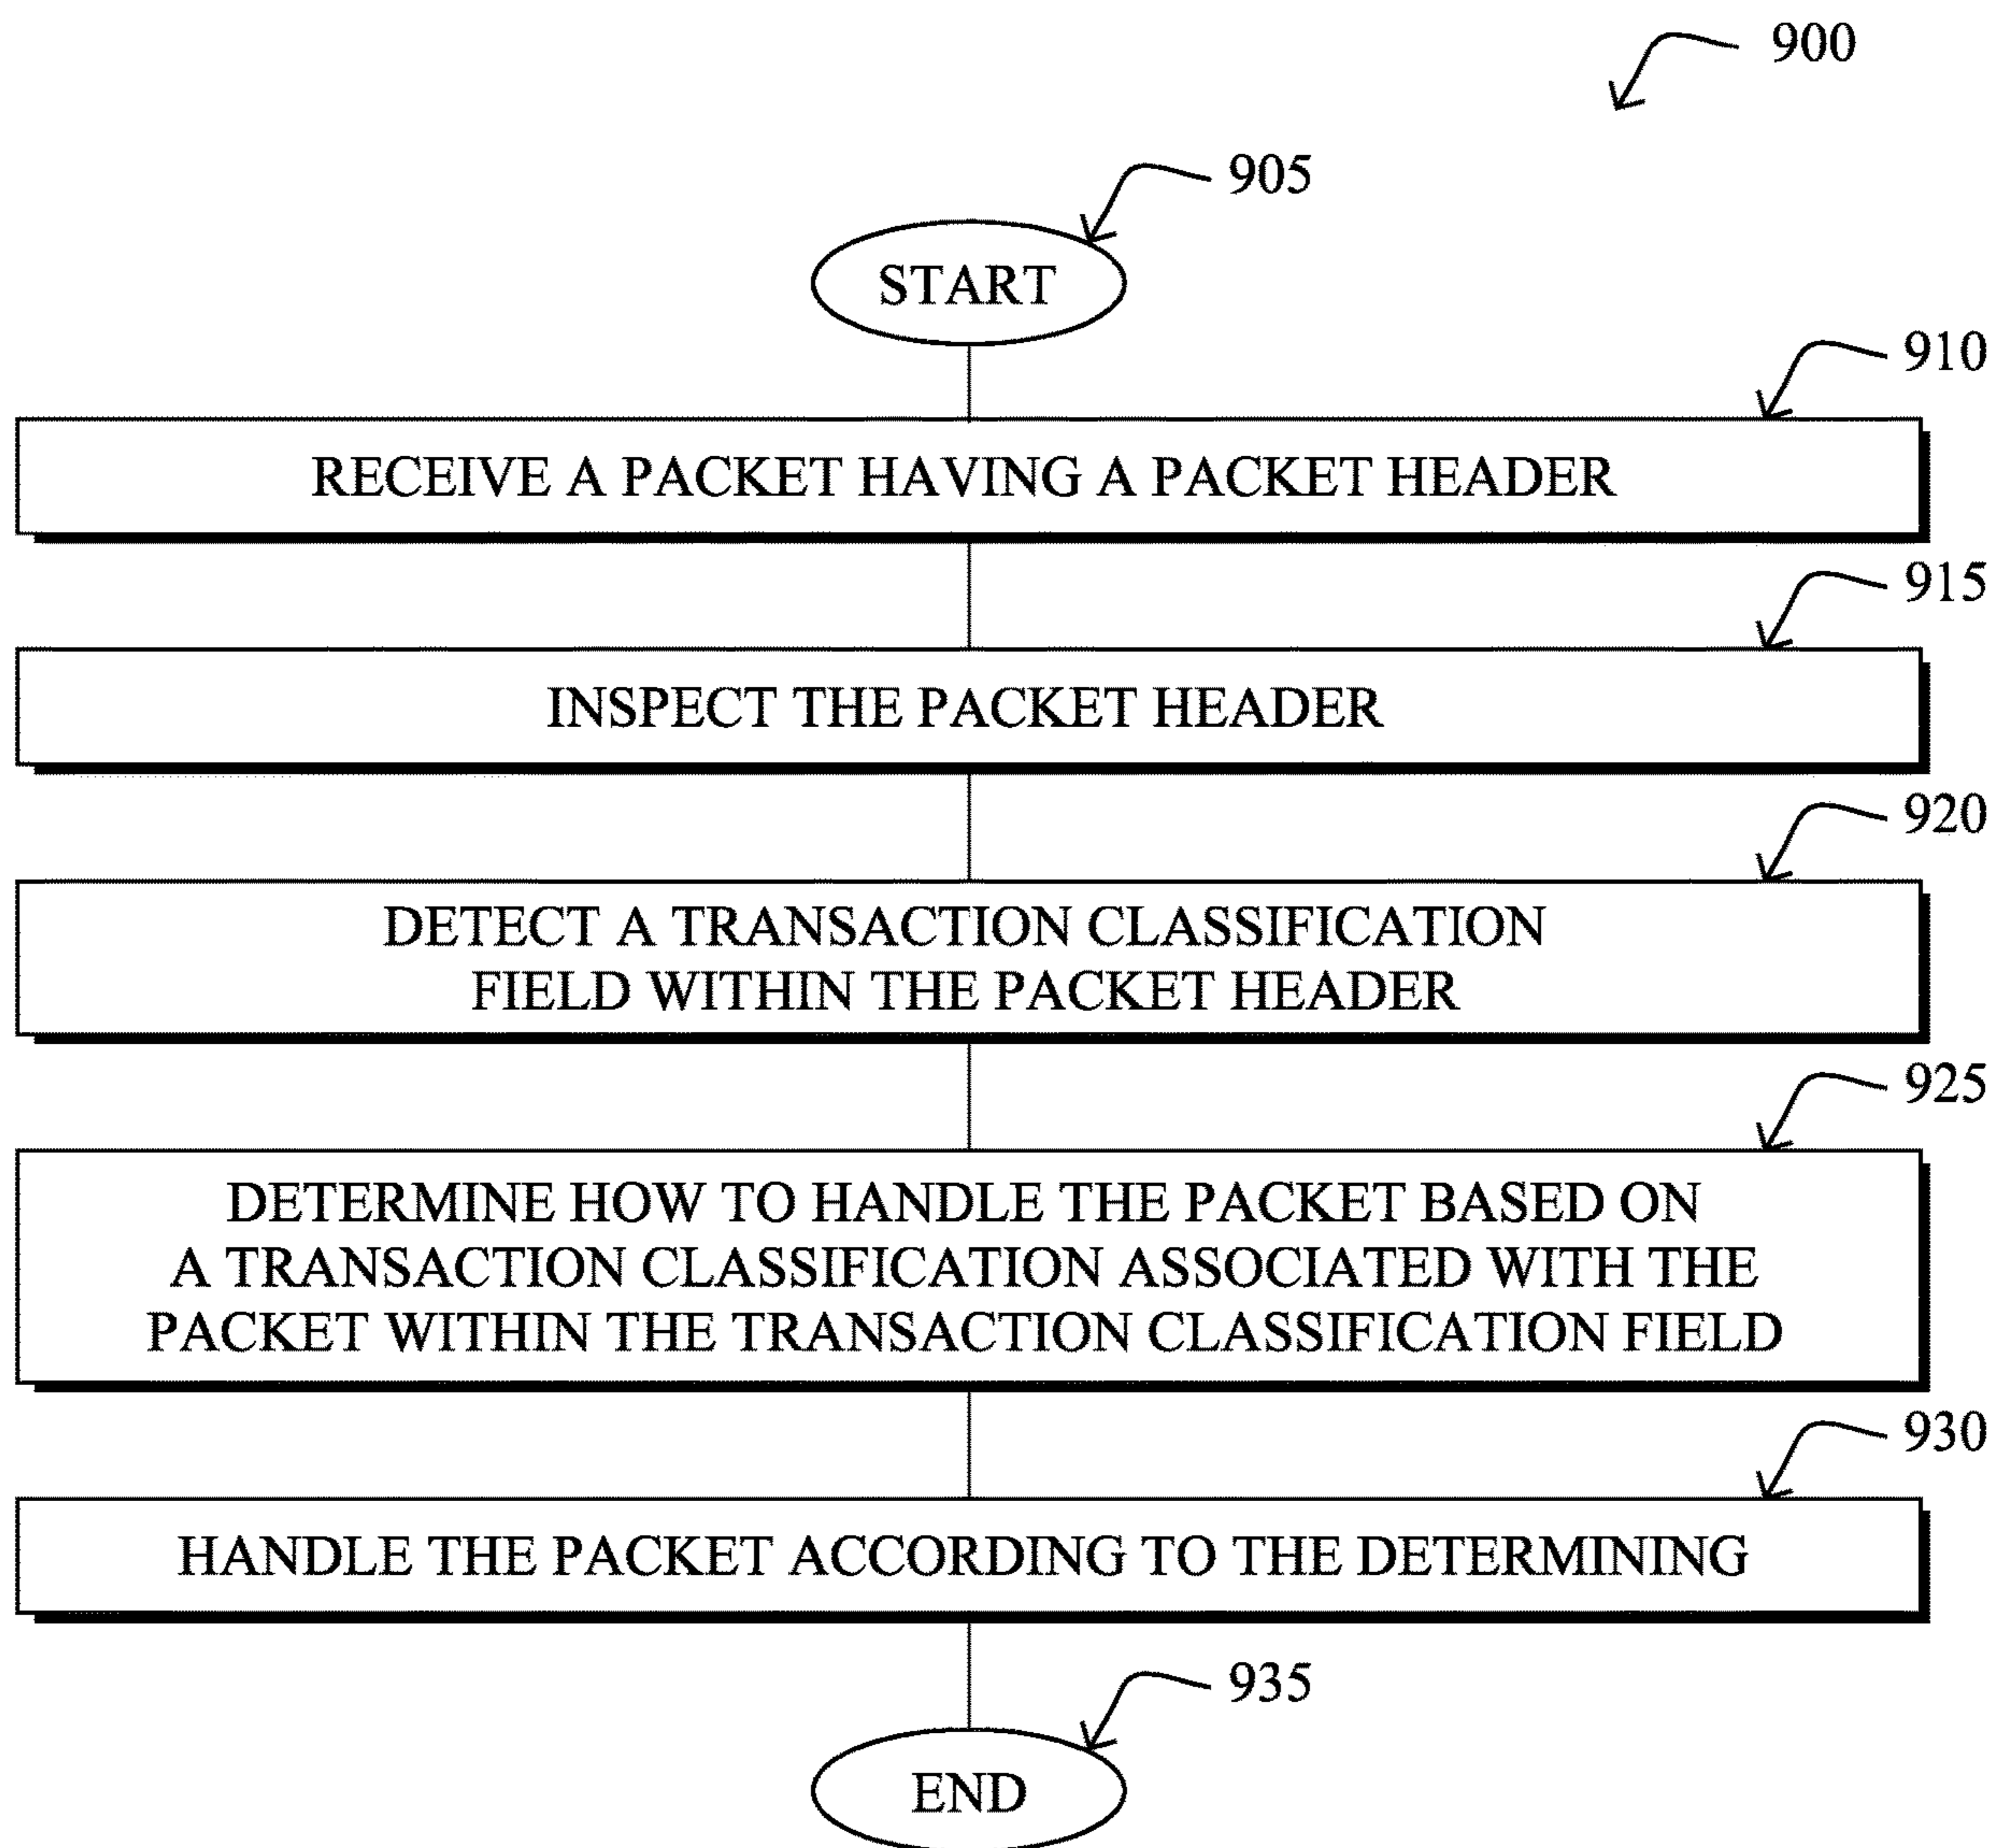 900
905
START
910
RECEIVE A PACKET HAVING A PACKET HEADER
915
INSPECT THE PACKET HEADER
920
DETECT A TRANSACTION CLASSIFICATION
FIELD WITHIN THE PACKET HEADER
925
DETERMINE HOW TO HANDLE THE PACKET BASED ON
A TRANSACTION CLASSIFICATION ASSOCIATED WITH THE
PACKET WITHIN THE TRANSACTION CLASSIFICATION FIELD
930
HANDLE THE PACKET ACCORDING TO THE DETERMINING
935
END